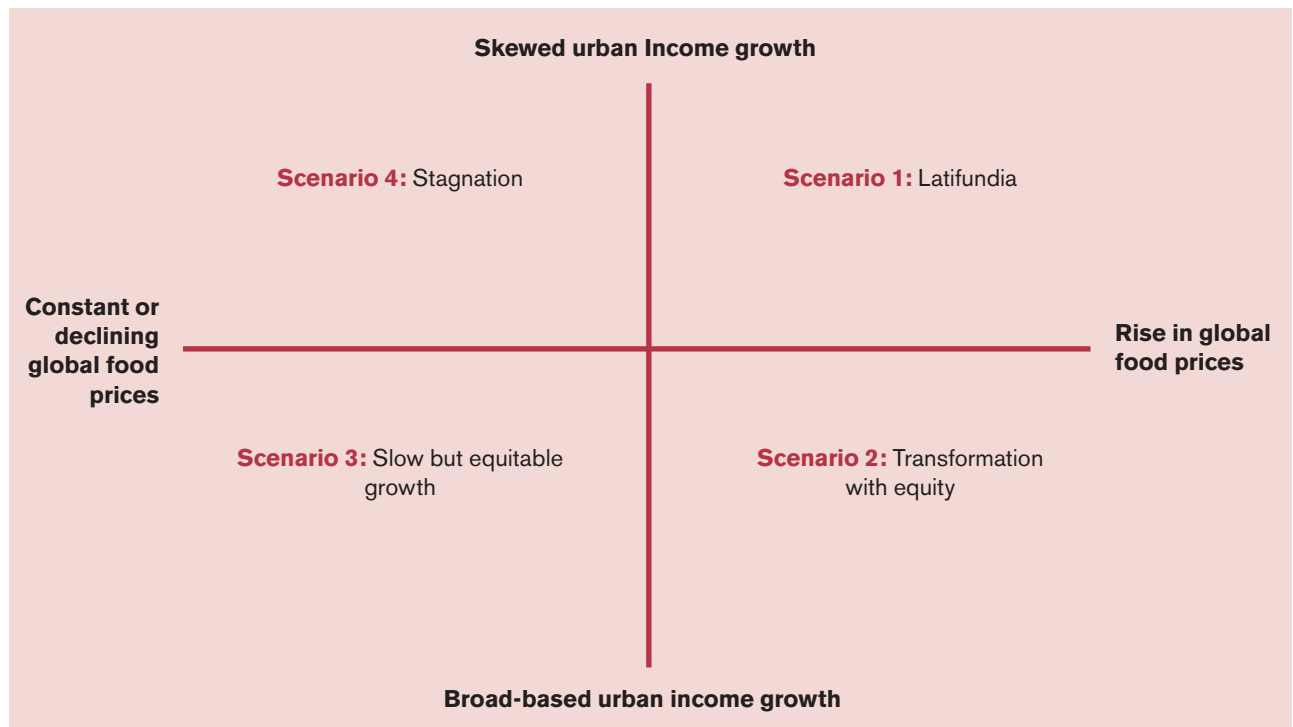 Skewed urban Income growth
Scenario 4: Stagnation
Scenario 1: Latifundia
Constant or
declining
global food
prices
Rise in global
food prices
Scenario 3: Slow but equitable
growth
Scenario 2: Transformation
with equity
Broad-based urban income growth